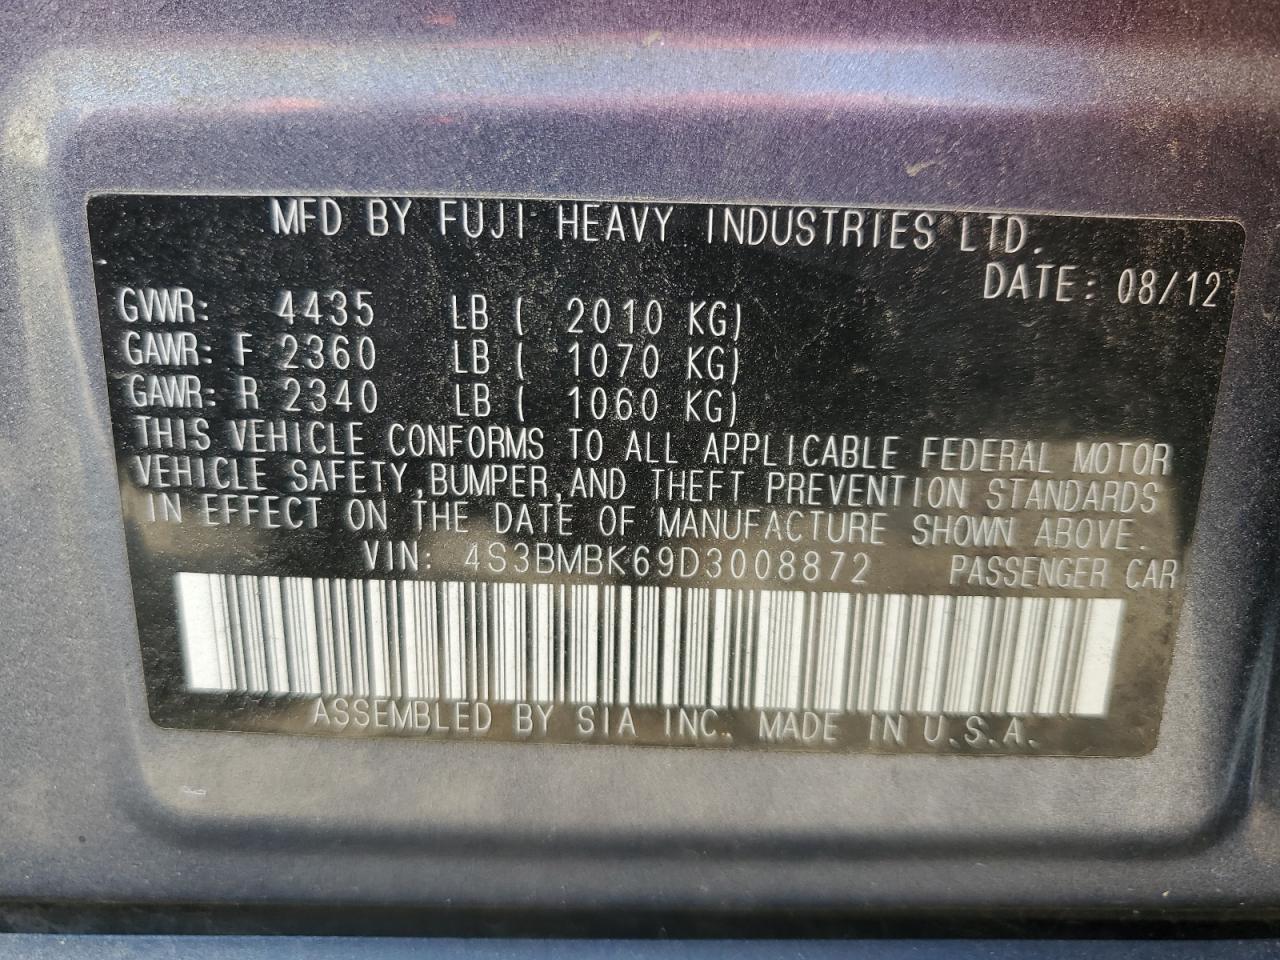 MFD BY FUJI HEAVY INDUSTRIES LTD.
DATE: 08/12
GVWR: 4435 LB ( 2010 KG)
GAWR: F 2360 LB ( 1070 KG)
GAWR: R 2340 LB ( 1060 KG)
THIS VEHICLE CONFORMS TO ALL APPLICABLE FEDERAL MOTOR
VEHICLE SAFETY,BUMPER,AND THEFT PREVENTION STANDARDS
IN EFFECT ON THE DATE OF MANUFACTURE SHOWN ABOVE.
VIN: 4S3BMBK69D3008872 PASSENGER CAR
ASSEMBLED BY SIA INC. MADE IN U.S.A.